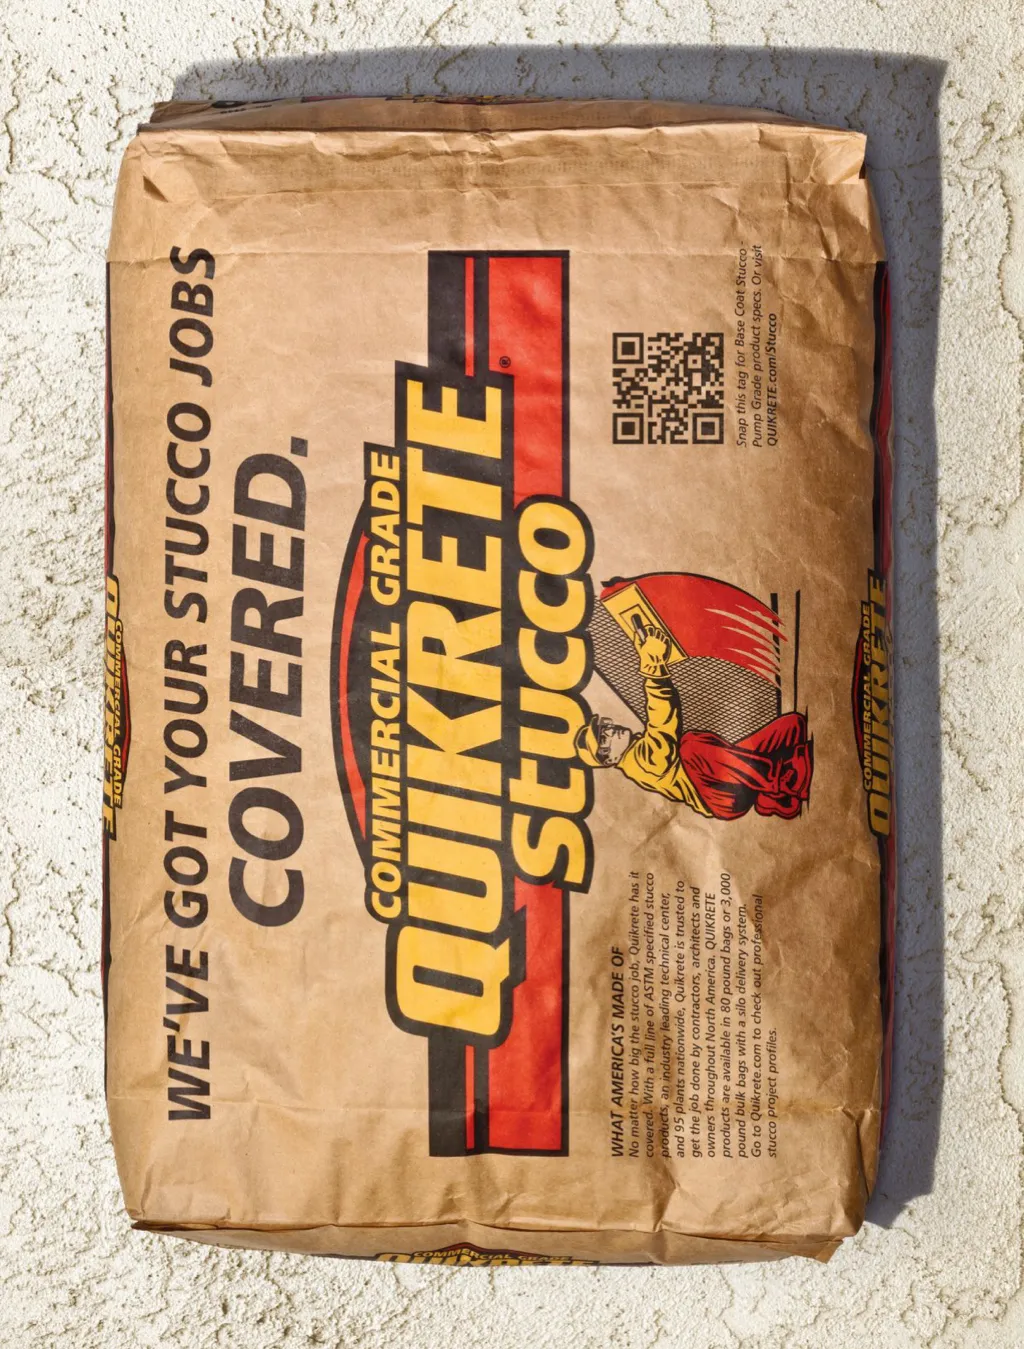 WE'VE GOT YOUR STUCCO JOBS
COVERED.
COMMERCIAL GRADE
QUIKRETE®
STUCCO
WHAT AMERICA'S MADE OF
No matter how big the stucco job, Quikrete has it
covered. With a full line of ASTM specified stucco
products, an industry leading technical center,
and 95 plants nationwide, Quikrete is trusted to
get the job done by contractors, architects and
owners throughout North America. QUIKRETE
products are available in 80 pound bags or 3,000
pound bulk bags with a silo delivery system.
Go to Quikrete.com to check out professional
stucco project profiles.
Snap this tag for Base Coat Stucco
Pump Grade product specs. Or visit
QUIKRETE.com/Stucco
COMMERCIAL GRADE
QUIKRETE
COMMERCIAL GRADE
QUIKRETE
COMMERCIAL GRADE
QUIKRETE